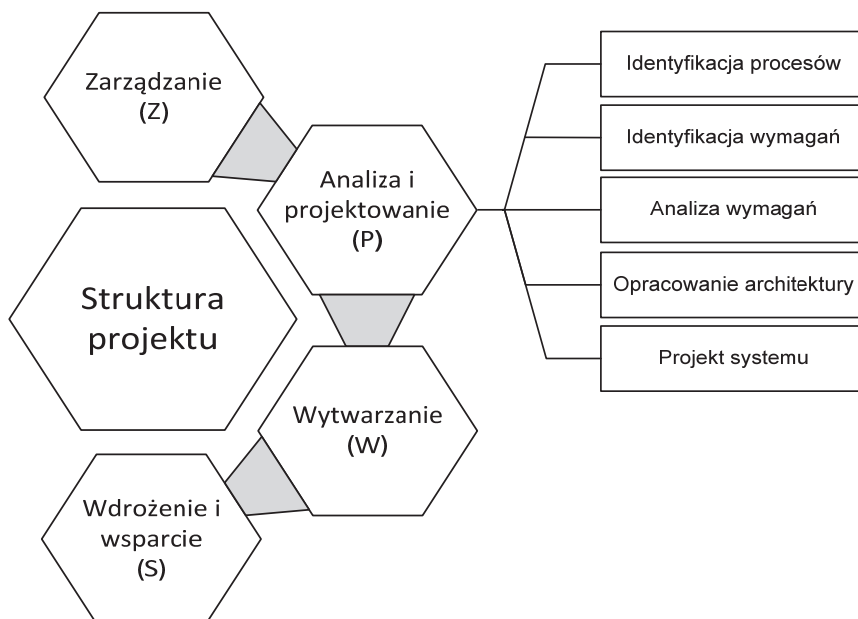 Zarządzanie
(Z)
Analiza i
projektowanie
(P)
Struktura
projektu
Wytwarzanie
(W)
Wdrożenie i
wsparcie
(S)
Identyfikacja procesów
Identyfikacja wymagań
Analiza wymagań
Opracowanie architektury
Projekt systemu